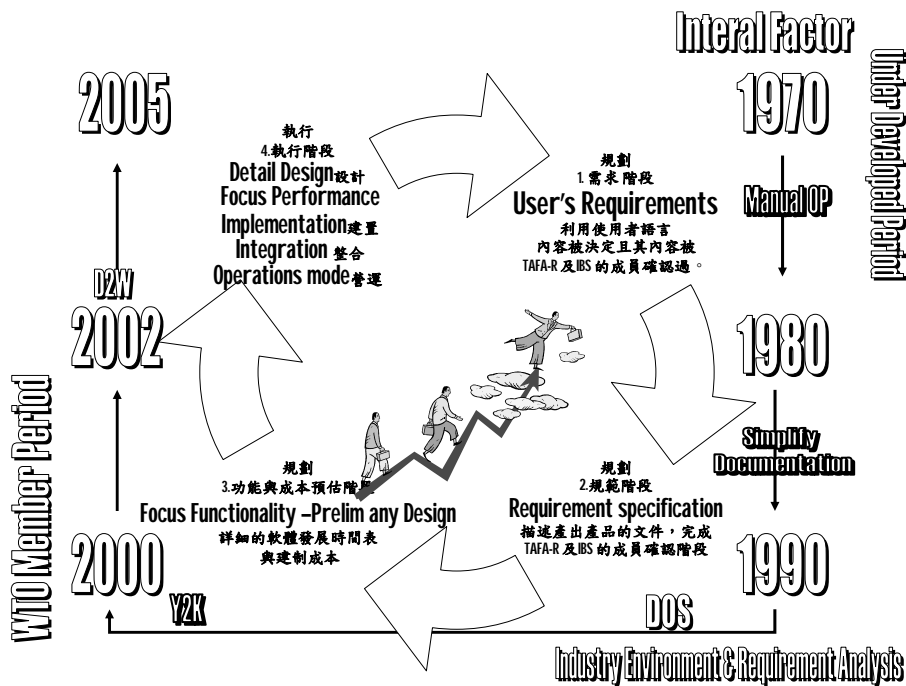 Interal Factor
1970
Under Developed Period
Manual OP
1980
Simplify
Documentation
1990
DOS
Industry Environment & Requirement Analysis
Y2K
2000
WTO Member Period
2002
D2W
2005
規劃
1.需求階段
User's Requirements
利用使用者語言
內容被決定且其內容被
TAFA-R 及IBS 的成員確認過。
規劃
2.規範階段
Requirement specification
描述產出產品的文件，完成
TAFA-R 及IBS 的成員確認階段
規劃
3.功能與成本預估階段
Focus Functionality –Prelim any Design
詳細的軟體發展時間表
與建制成本
執行
4.執行階段
Detail Design設計
Focus Performance
Implementation建置
Integration 整合
Operations mode營運